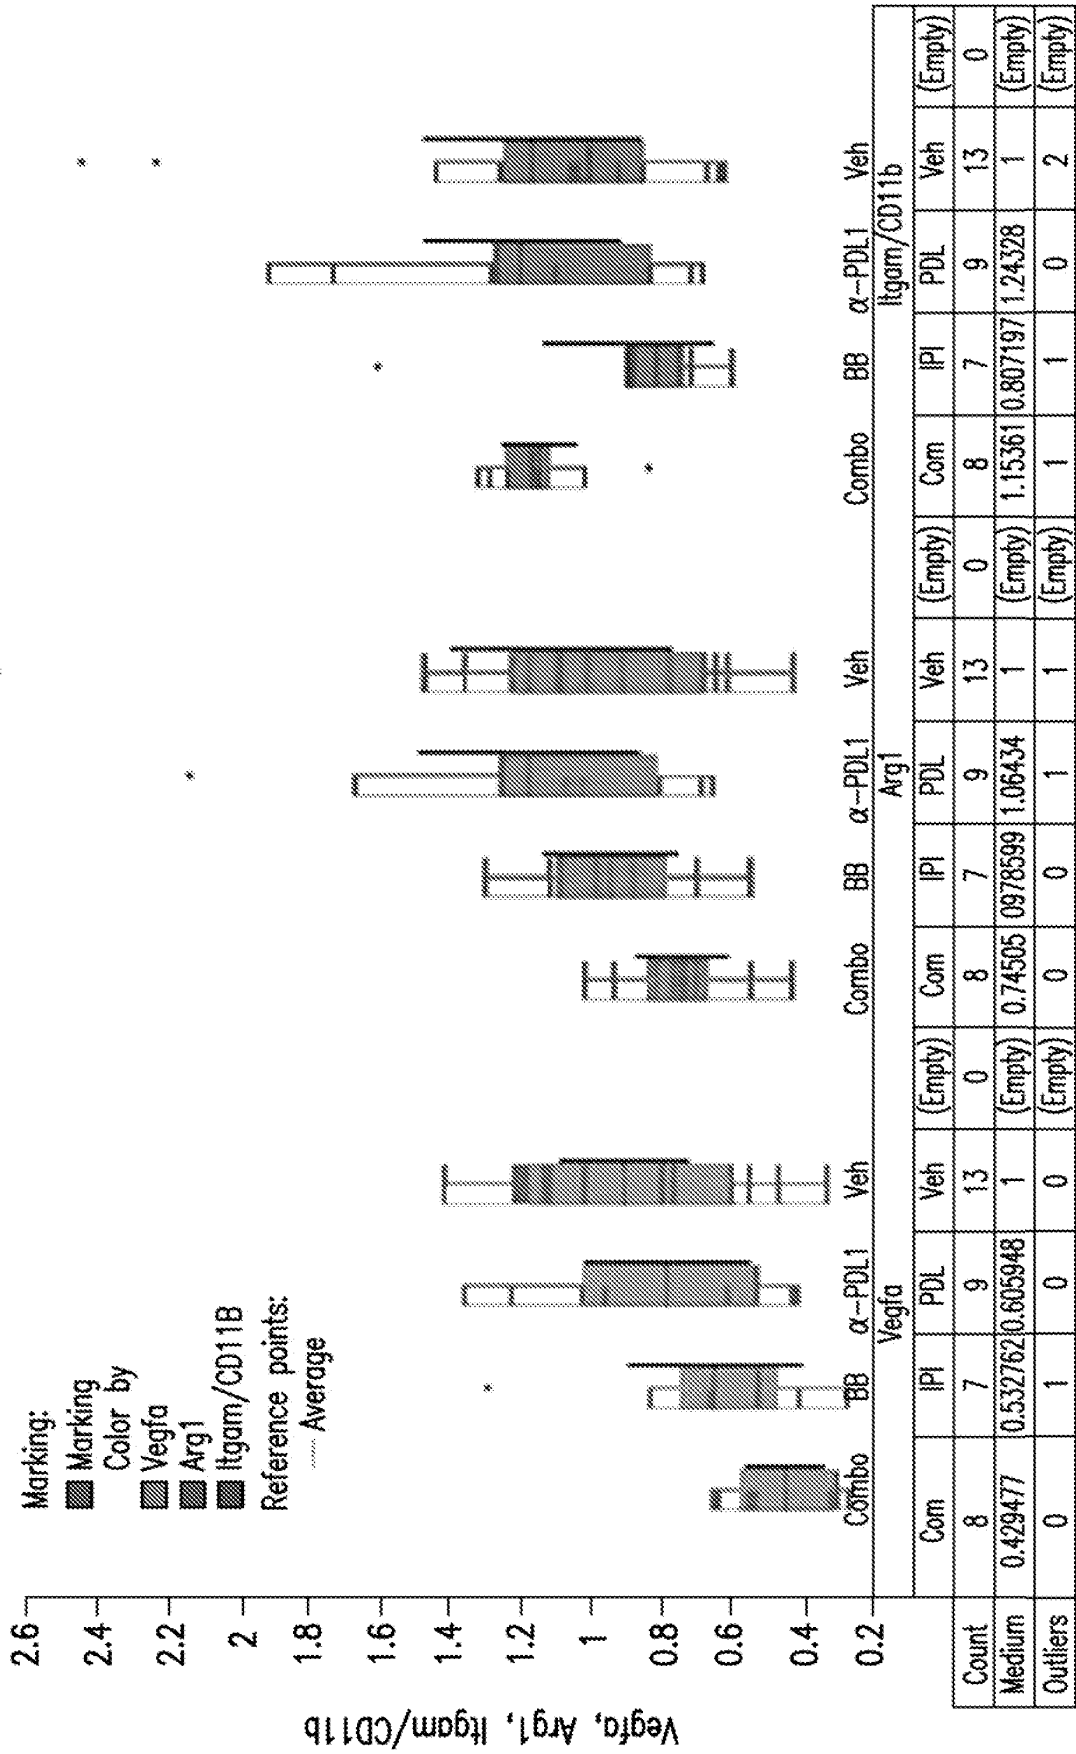 Marking:
Marking
Color by
Vegfa
Arg1
Itgam/CD11B
Reference points:
Average
Vegfa, Arg1, Itgam/CD11b
2.6
2.4
2.2
2
1.8
1.6
1.4
1.2
1
0.8
0.6
0.4
0.2
Combo BB α-PDL1 Veh Combo BB α-PDL1 Veh Combo BB α-PDL1 Veh
Vegfa Arg1 Itgam/CD11b
Com IPI PDL Veh (Empty) Com IPI PDL Veh (Empty) Com IPI PDL Veh (Empty)
Count 8 7 9 13 0 8 7 9 13 0 8 7 9 13 0
Medium 0.429477 0.532762 0.605948 1 (Empty) 0.74505 0978599 1.06434 1 (Empty) 1.15361 0.807197 1.24328 1 (Empty)
Outliers 0 1 0 0 (Empty) 0 0 1 1 (Empty) 1 1 0 2 (Empty)